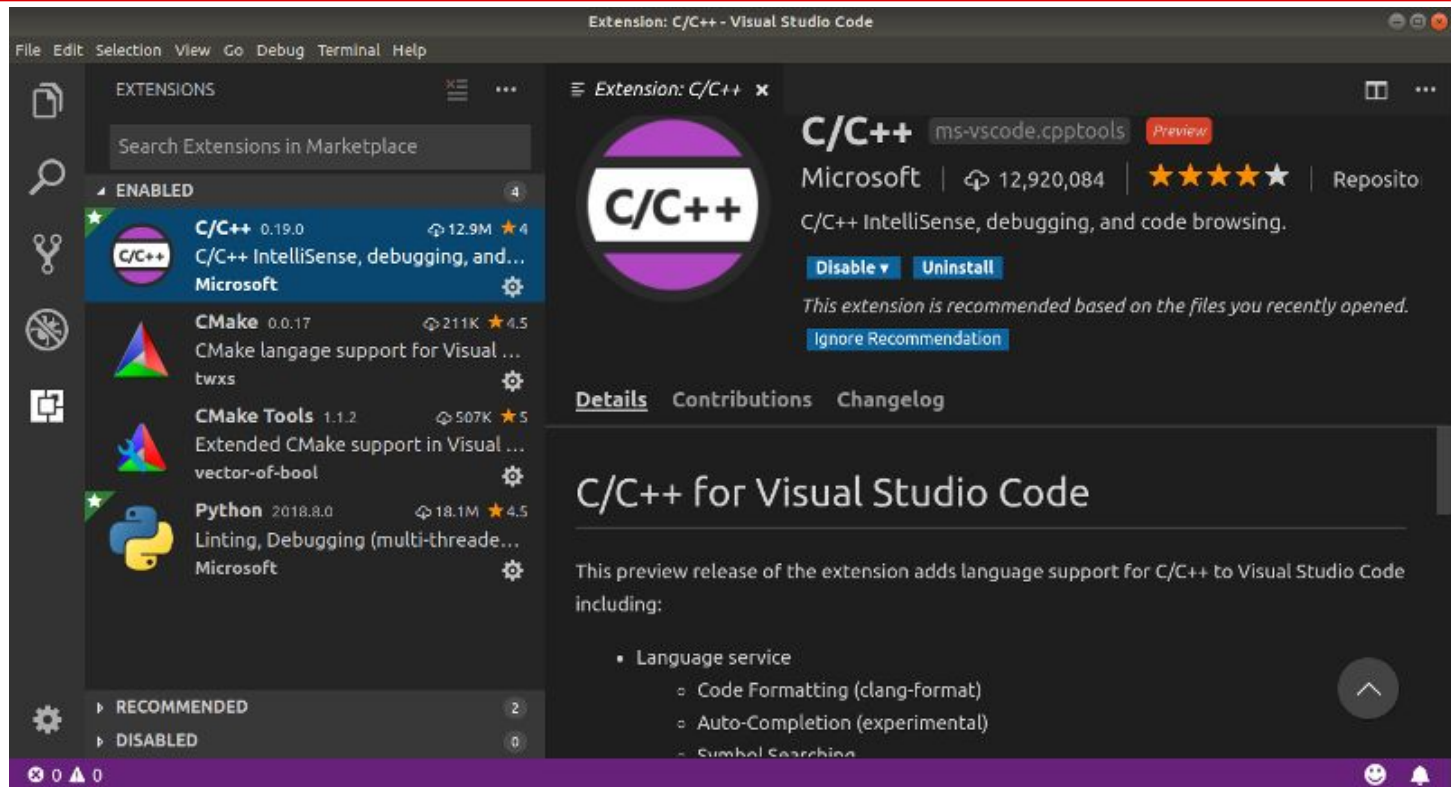 Extension: C/C++ - Visual Studio Code
File Edit Selection View Go Debug Terminal Help
EXTENSIONS
Search Extensions in Marketplace
ENABLED 4
C/C++ 0.19.0 12.9M ★4
C/C++ IntelliSense, debugging, and...
Microsoft
CMake 0.0.17 211K ★4.5
CMake langage support for Visual ...
twxs
CMake Tools 1.1.2 507K ★5
Extended CMake support in Visual ...
vector-of-bool
Python 2018.8.0 18.1M ★4.5
Linting, Debugging (multi-threade...
Microsoft
RECOMMENDED 2
DISABLED 0
Extension: C/C++
C/C++
C/C++ ms-vscode.cpptools Preview
Microsoft | 12,920,084 | ★★★★★ | Reposito
C/C++ IntelliSense, debugging, and code browsing.
Disable ▾ Uninstall
This extension is recommended based on the files you recently opened.
Ignore Recommendation
Details Contributions Changelog
C/C++ for Visual Studio Code
This preview release of the extension adds language support for C/C++ to Visual Studio Code
including:
• Language service
◦ Code Formatting (clang-format)
◦ Auto-Completion (experimental)
◦ Symbol Searching
0 0